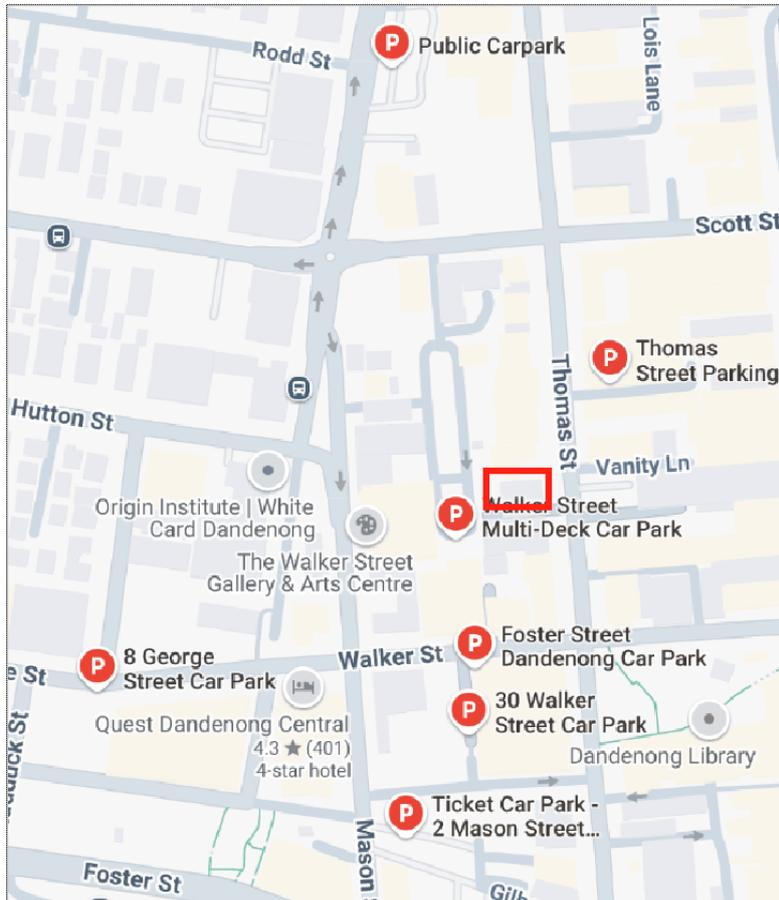 Rodd St
P Public Carpark
Lois Lane
Scott St
Thomas St
P Thomas
Street Parking
Hutton St
Vanity Ln
Origin Institute | White
Card Dandenong
P Walker Street
Multi-Deck Car Park
The Walker Street
Gallery & Arts Centre
P Foster Street
Dandenong Car Park
Walker St
P 8 George
Street Car Park
e St
P 30 Walker
Street Car Park
Quest Dandenong Central
4.3 ★ (401)
4-star hotel
Dandenong Library
dduck St
P Ticket Car Park -
2 Mason Street...
Mason S
Foster St
Gilb